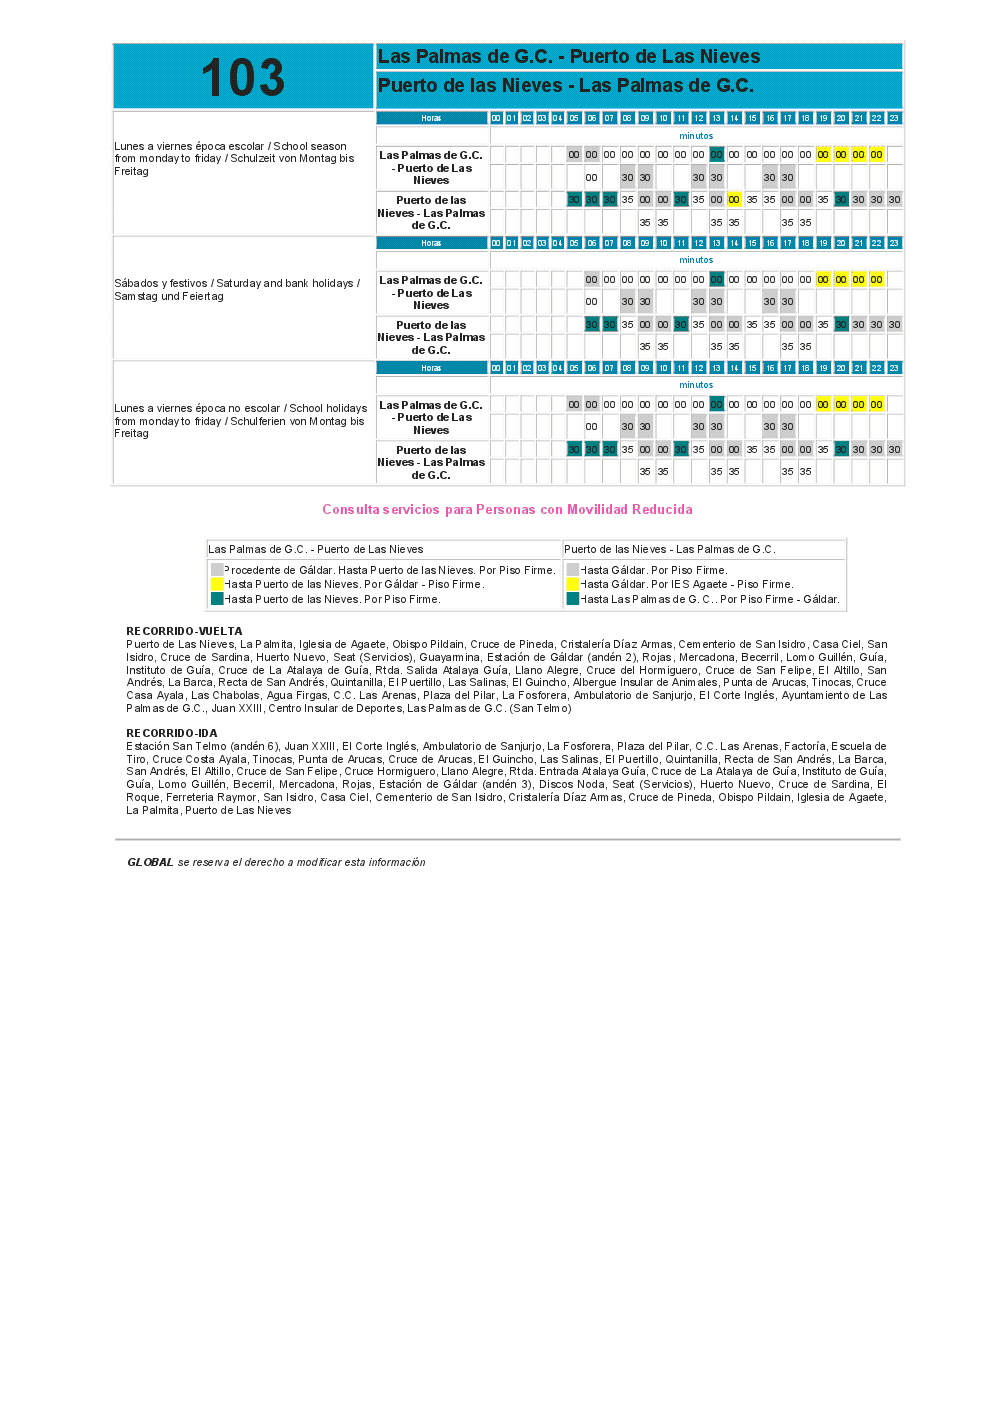 103
Las Palmas de G.C. - Puerto de Las Nieves
Puerto de las Nieves - Las Palmas de G.C.
Lunes a viernes época escolar / School season
from monday to friday / Schulzeit von Montag bis
Freitag
Horas 00 01 02 03 04 05 06 07 08 09 10 11 12 13 14 15 16 17 18 19 20 21 22 23
minutos
Las Palmas de G.C.
- Puerto de Las
Nieves
00 00 00 00 00 00 00 00 00 00 00 00 00 00 00 00 00 00
00 30 30 30 30 30 30
Puerto de las
Nieves - Las Palmas
de G.C.
30 30 30 35 00 00 30 35 00 00 35 35 00 00 35 30 30 30 30
35 35 35 35 35 35
Sábados y festivos / Saturday and bank holidays /
Samstag und Feiertag
Horas 00 01 02 03 04 05 06 07 08 09 10 11 12 13 14 15 16 17 18 19 20 21 22 23
minutos
Las Palmas de G.C.
- Puerto de Las
Nieves
00 00 00 00 00 00 00 00 00 00 00 00 00 00 00 00 00
00 30 30 30 30 30 30
Puerto de las
Nieves - Las Palmas
de G.C.
30 30 35 00 00 30 35 00 00 35 35 00 00 35 30 30 30 30
35 35 35 35 35 35
Lunes a viernes época no escolar / School holidays
from monday to friday / Schulferien von Montag bis
Freitag
Horas 00 01 02 03 04 05 06 07 08 09 10 11 12 13 14 15 16 17 18 19 20 21 22 23
minutos
Las Palmas de G.C.
- Puerto de Las
Nieves
00 00 00 00 00 00 00 00 00 00 00 00 00 00 00 00 00 00
00 30 30 30 30 30 30
Puerto de las
Nieves - Las Palmas
de G.C.
30 30 30 35 00 00 30 35 00 00 35 35 00 00 35 30 30 30 30
35 35 35 35 35 35
Consulta servicios para Personas con Movilidad Reducida
Las Palmas de G.C. - Puerto de Las Nieves
Procedente de Gáldar. Hasta Puerto de las Nieves. Por Piso Firme.
Hasta Puerto de las Nieves. Por Gáldar - Piso Firme.
Hasta Puerto de las Nieves. Por Piso Firme.
Puerto de las Nieves - Las Palmas de G.C.
Hasta Gáldar. Por Piso Firme.
Hasta Gáldar. Por IES Agaete - Piso Firme.
Hasta Las Palmas de G.C.. Por Piso Firme - Gáldar.
RECORRIDO-VUELTA
Puerto de Las Nieves, La Palmita, Iglesia de Agaete, Obispo Pildain, Cruce de Pineda, Cristalería Díaz Armas, Cementerio de San Isidro, Casa Ciel, San
Isidro, Cruce de Sardina, Huerto Nuevo, Seat (Servicios), Guayarmina, Estación de Gáldar (andén 2), Rojas, Mercadona, Becerril, Lomo Guillén, Guía,
Instituto de Guía, Cruce de La Atalaya de Guía, Rtda. Salida Atalaya Guía, Llano Alegre, Cruce del Hormiguero, Cruce de San Felipe, El Altillo, San
Andrés, La Barca, Recta de San Andrés, Quintanilla, El Puertillo, Las Salinas, El Guincho, Albergue Insular de Animales, Punta de Arucas, Tinocas, Cruce
Casa Ayala, Las Chabolas, Agua Firgas, C.C. Las Arenas, Plaza del Pilar, La Fosforera, Ambulatorio de Sanjurjo, El Corte Inglés, Ayuntamiento de Las
Palmas de G.C., Juan XXIII, Centro Insular de Deportes, Las Palmas de G.C. (San Telmo)
RECORRIDO-IDA
Estación San Telmo (andén 6), Juan XXIII, El Corte Inglés, Ambulatorio de Sanjurjo, La Fosforera, Plaza del Pilar, C.C. Las Arenas, Factoría, Escuela de
Tiro, Cruce Costa Ayala, Tinocas, Punta de Arucas, Cruce de Arucas, El Guincho, Las Salinas, El Puertillo, Quintanilla, Recta de San Andrés, La Barca,
San Andrés, El Altillo, Cruce de San Felipe, Cruce Hormiguero, Llano Alegre, Rtda. Entrada Atalaya Guía, Cruce de La Atalaya de Guía, Instituto de Guía,
Guía, Lomo Guillén, Becerril, Mercadona, Rojas, Estación de Gáldar (andén 3), Discos Noda, Seat (Servicios), Huerto Nuevo, Cruce de Sardina, El
Roque, Ferreteria Raymor, San Isidro, Casa Ciel, Cementerio de San Isidro, Cristalería Díaz Armas, Cruce de Pineda, Obispo Pildain, Iglesia de Agaete,
La Palmita, Puerto de Las Nieves
GLOBAL se reserva el derecho a modificar esta información